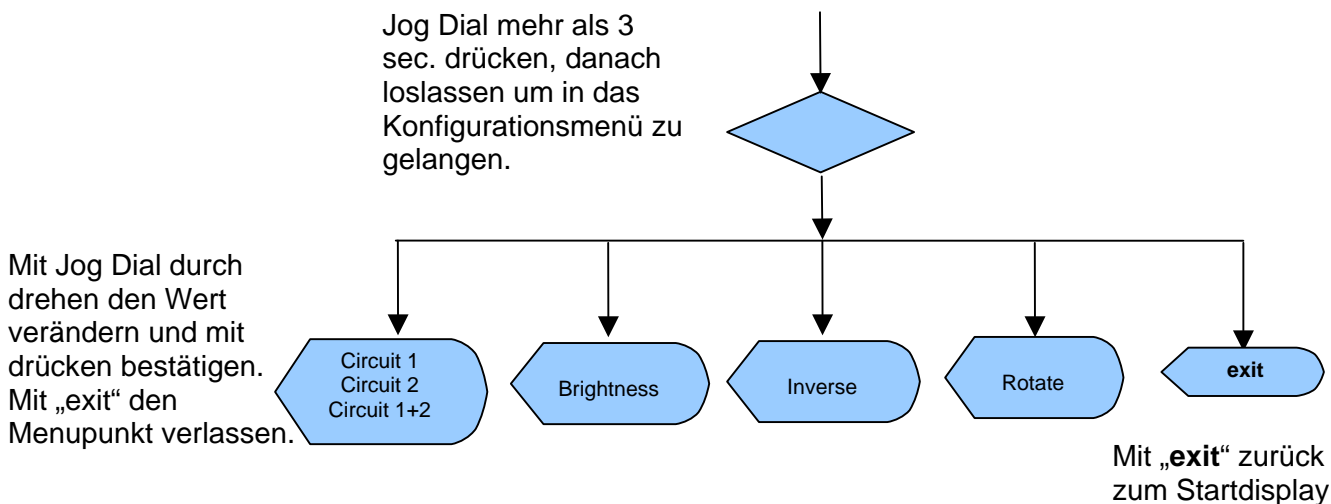 Jog Dial mehr als 3
sec. drücken, danach
loslassen um in das
Konfigurationsmenü zu
gelangen.
Mit Jog Dial durch
drehen den Wert
verändern und mit
drücken bestätigen.
Mit „exit“ den
Menupunkt verlassen.
Circuit 1
Circuit 2
Circuit 1+2
Brightness
Inverse
Rotate
exit
Mit „exit“ zurück
zum Startdisplay